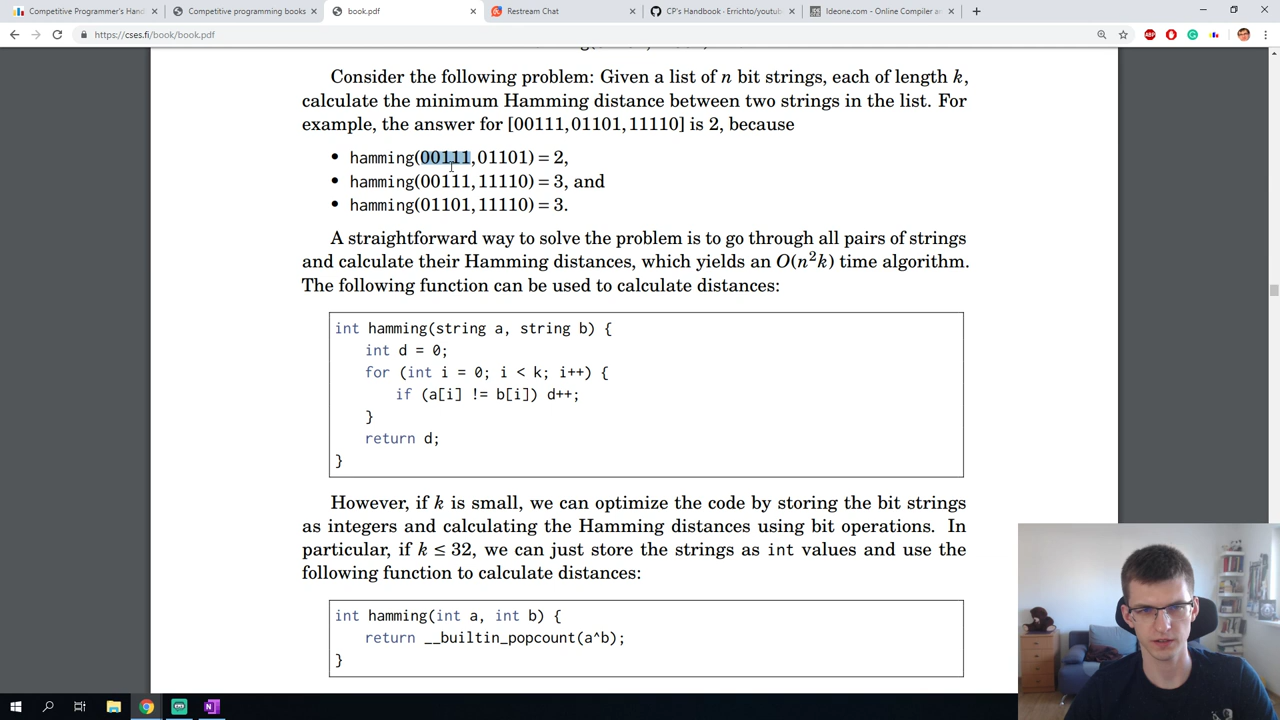 Competitive Programmer's Hand
Competitive programming books
book.pdf
Restream Chat
CP's Handbook · Errichto/youtub
Ideone.com - Online Compiler a
https://cses.fi/book/book.pdf
Consider the following problem: Given a list of n bit strings, each of length k,
calculate the minimum Hamming distance between two strings in the list. For
example, the answer for [00111,01101,11110] is 2, because
• hamming(00111,01101) = 2,
• hamming(00111,11110) = 3, and
• hamming(01101,11110) = 3.
A straightforward way to solve the problem is to go through all pairs of strings
and calculate their Hamming distances, which yields an O(n²k) time algorithm.
The following function can be used to calculate distances:
int hamming(string a, string b) {
int d = 0;
for (int i = 0; i < k; i++) {
if (a[i] != b[i]) d++;
}
return d;
}
However, if k is small, we can optimize the code by storing the bit strings
as integers and calculating the Hamming distances using bit operations. In
particular, if k ≤ 32, we can just store the strings as int values and use the
following function to calculate distances:
int hamming(int a, int b) {
return __builtin_popcount(a^b);
}